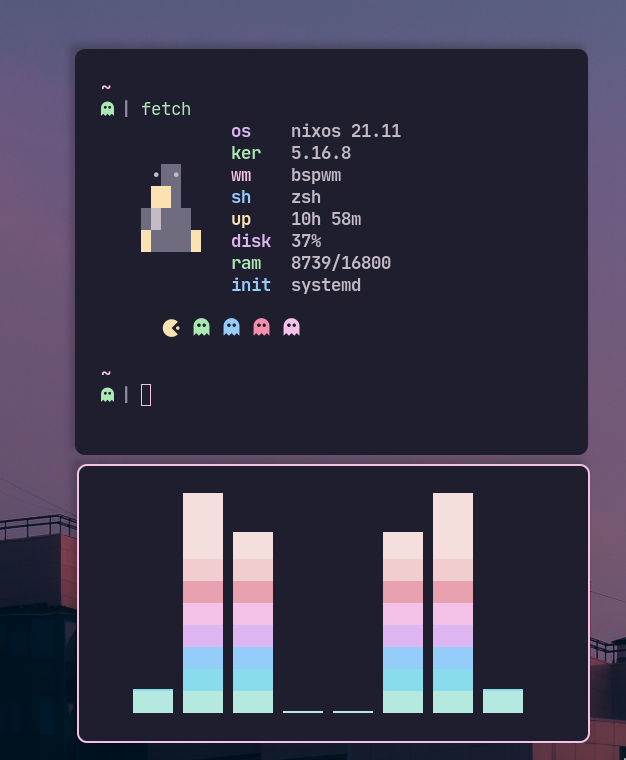 ~
| fetch
os nixos 21.11
ker 5.16.8
wm bspwm
sh zsh
up 10h 58m
disk 37%
ram 8739/16800
init systemd
~
|